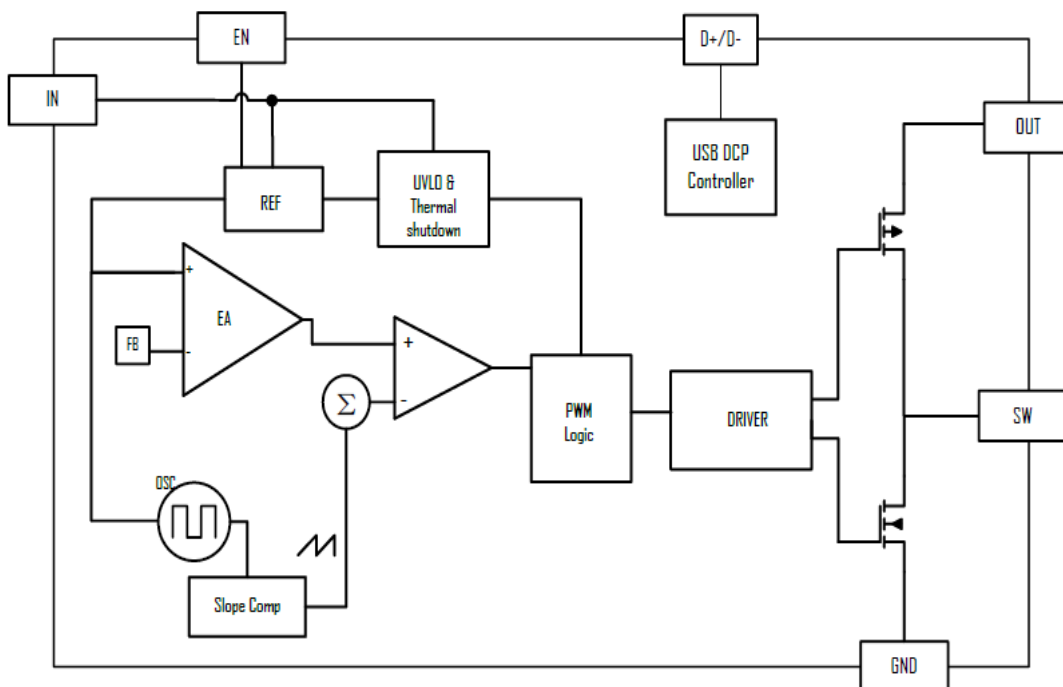 EN
D+/D-
IN
OUT
USB DCP
Controller
REF
UVLO &
Thermal
shutdown
+
EA
FB
-
+
-
Σ
PWM
Logic
DRIVER
SW
OSC
Slope Comp
GND